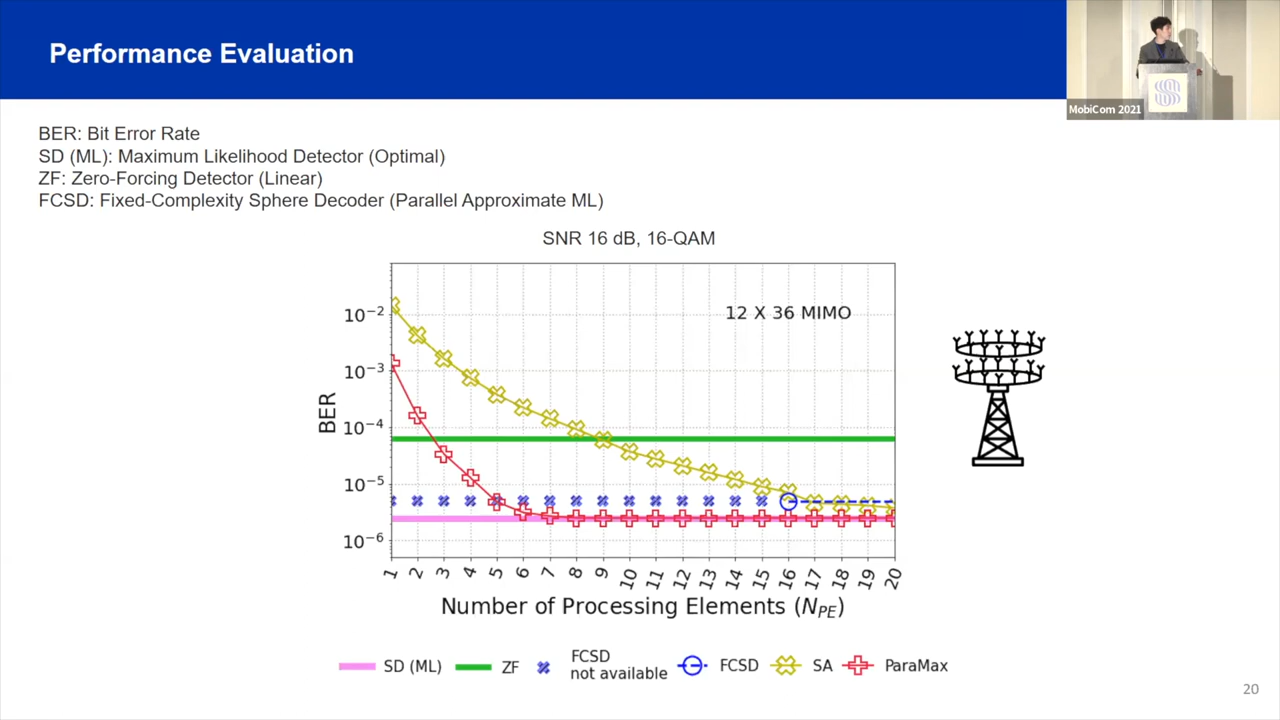 Performance Evaluation
MobiCom 2021
BER: Bit Error Rate
SD (ML): Maximum Likelihood Detector (Optimal)
ZF: Zero-Forcing Detector (Linear)
FCSD: Fixed-Complexity Sphere Decoder (Parallel Approximate ML)
SNR 16 dB, 16-QAM
12 X 36 MIMO
BER
10⁻²
10⁻³
10⁻⁴
10⁻⁵
10⁻⁶
1 2 3 4 5 6 7 8 9 10 11 12 13 14 15 16 17 18 19 20
Number of Processing Elements (N_PE)
SD (ML) ZF FCSD not available FCSD SA ParaMax
20